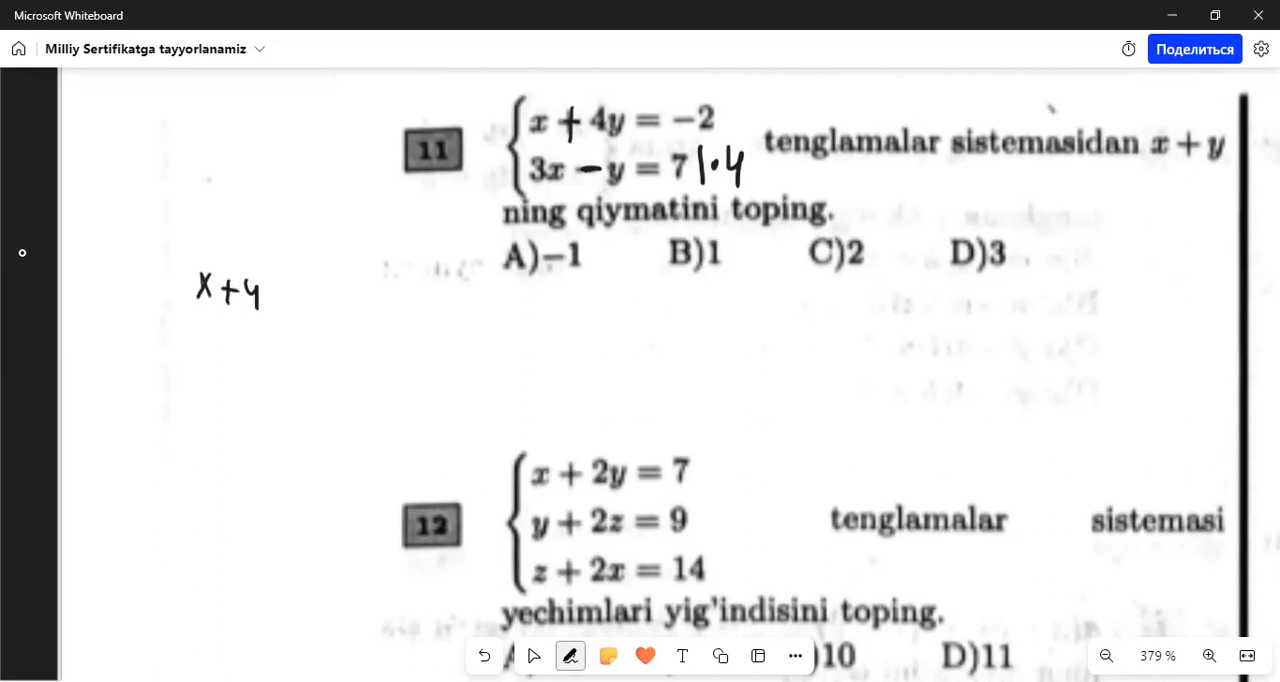 Microsoft Whiteboard
Milliy Sertifikatga tayyorlanamiz
Поделиться
11
x + 4y = −2
3x − y = 7 | · 4
tenglamalar sistemasidan x + y
ning qiymatini toping.
A)−1 B)1 C)2 D)3
x + y
12
x + 2y = 7
y + 2z = 9
z + 2x = 14
tenglamalar sistemasi
yechimlari yig'indisini toping.
)10 D)11
379 %